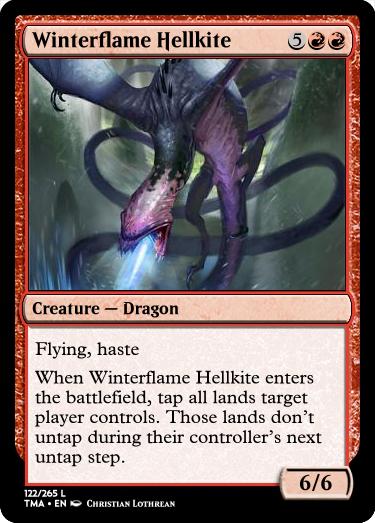 Winterflame Hellkite 5
Creature — Dragon
Flying, haste
When Winterflame Hellkite enters
the battlefield, tap all lands target
player controls. Those lands don't
untap during their controller's next
untap step.
6/6
122/265 L
TMA • EN Christian Lothrean